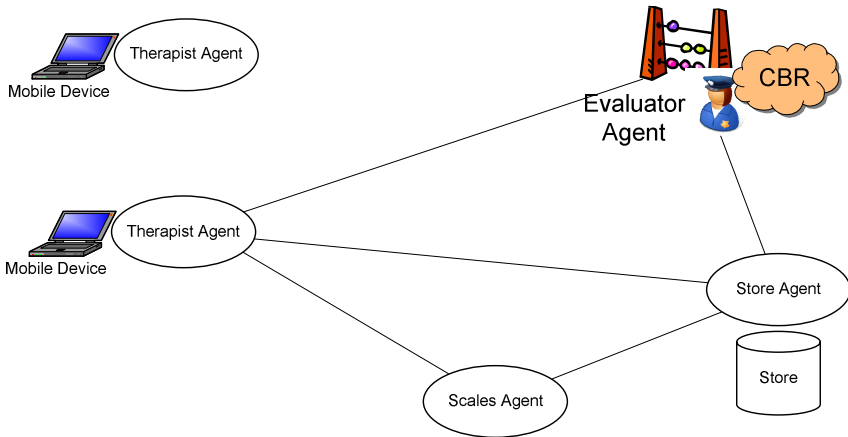 Therapist Agent
Mobile Device
CBR
Evaluator
Agent
Therapist Agent
Mobile Device
Store Agent
Store
Scales Agent